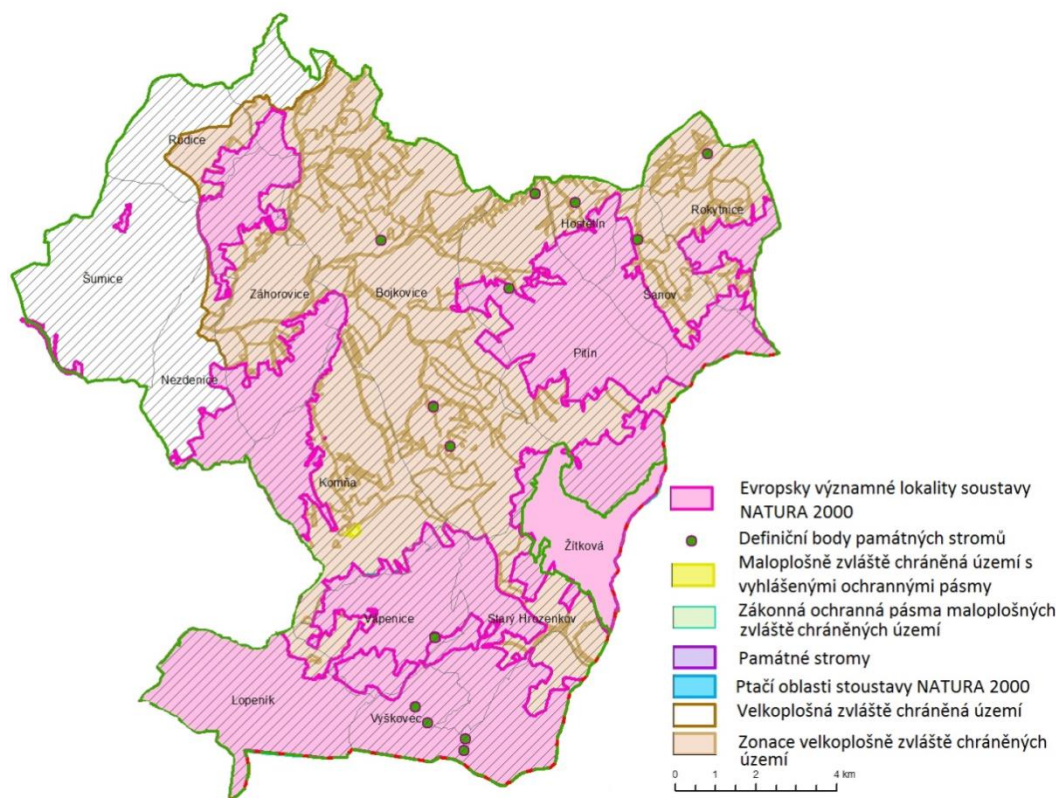 Rudice
Rokytnice
Hostětín
Šumice
Záhorovice
Bojkovice
Šanov
Pitín
Nezdenice
Komňa
Žítková
Vápenice
Starý Hrozenkov
Lopeník
Vyškovec
Evropsky významné lokality soustavy
NATURA 2000
Definiční body památných stromů
Maloplošně zvláště chráněná území s
vyhlášenými ochrannými pásmy
Zákonná ochranná pásma maloplošných
zvláště chráněných území
Památné stromy
Ptačí oblasti stoustavy NATURA 2000
Velkoplošná zvláště chráněná území
Zonace velkoplošně zvláště chráněných
území
0 1 2 4 km